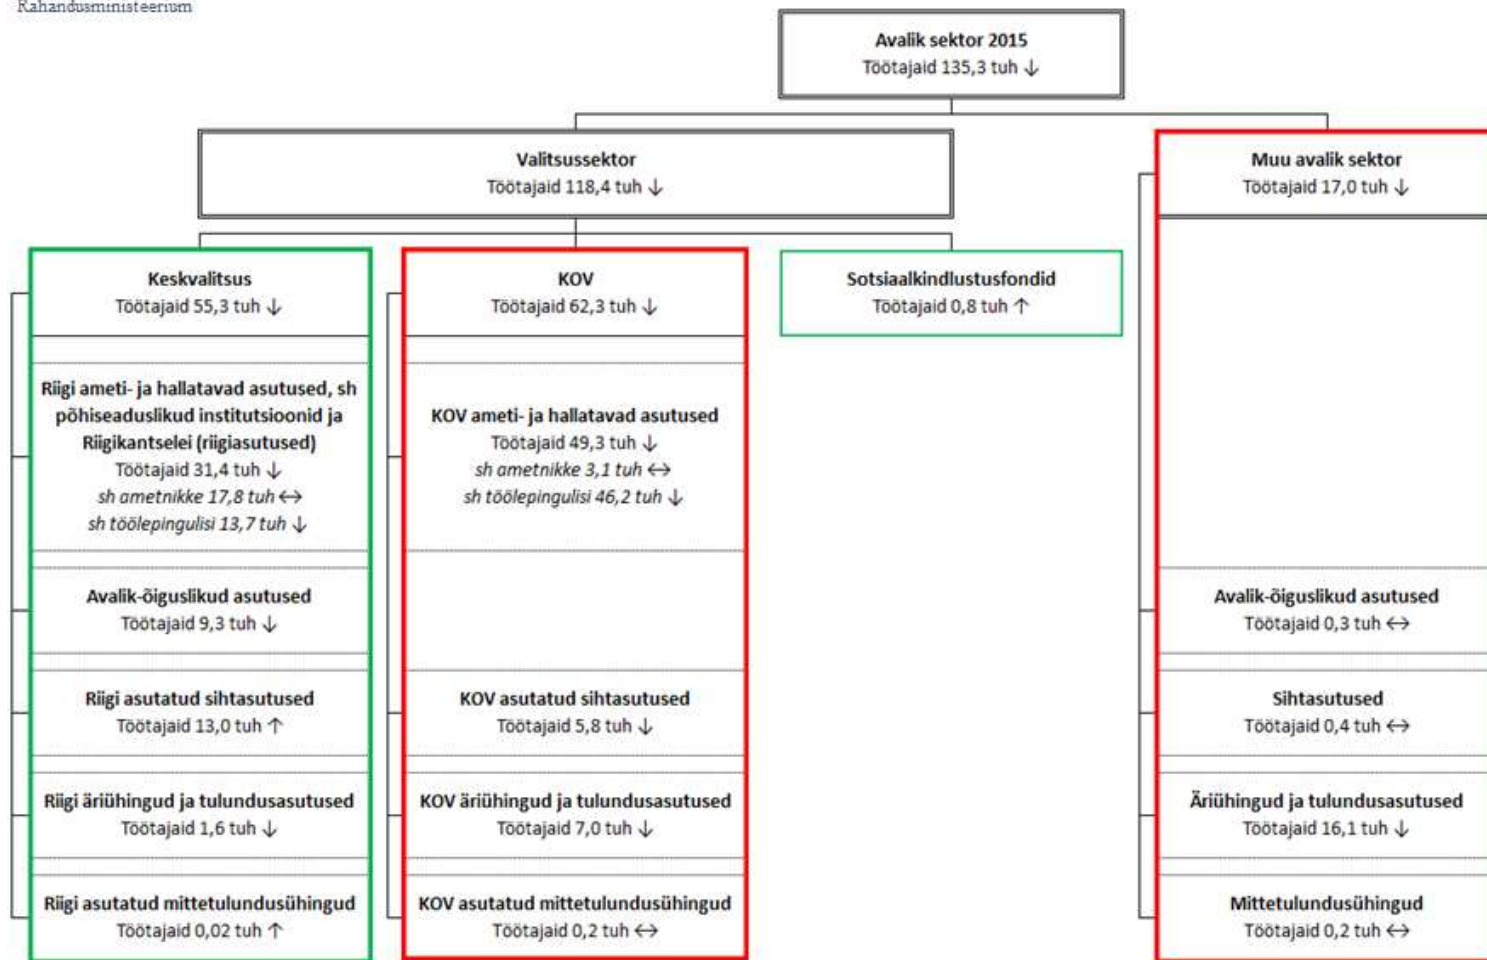 Rahandusministeerium
Avalik sektor 2015
Töötajaid 135,3 tuh ↓
Valitsussektor
Töötajaid 118,4 tuh ↓
Muu avalik sektor
Töötajaid 17,0 tuh ↓
Keskvalitsus
Töötajaid 55,3 tuh ↓
KOV
Töötajaid 62,3 tuh ↓
Sotsiaalkindlustusfondid
Töötajaid 0,8 tuh ↑
Riigi ameti- ja hallatavad asutused, sh
põhiseaduslikud institutsioonid ja
Riigikantselei (riigiasutused)
Töötajaid 31,4 tuh ↓
sh ametnikke 17,8 tuh ↔
sh töölepingulisi 13,7 tuh ↓
KOV ameti- ja hallatavad asutused
Töötajaid 49,3 tuh ↓
sh ametnikke 3,1 tuh ↔
sh töölepingulisi 46,2 tuh ↓
Avalik-õiguslikud asutused
Töötajaid 9,3 tuh ↓
Avalik-õiguslikud asutused
Töötajaid 0,3 tuh ↔
Riigi asutatud sihtasutused
Töötajaid 13,0 tuh ↑
KOV asutatud sihtasutused
Töötajaid 5,8 tuh ↓
Sihtasutused
Töötajaid 0,4 tuh ↔
Riigi äriühingud ja tulundusasutused
Töötajaid 1,6 tuh ↓
KOV äriühingud ja tulundusasutused
Töötajaid 7,0 tuh ↓
Äriühingud ja tulundusasutused
Töötajaid 16,1 tuh ↓
Riigi asutatud mittetulundusühingud
Töötajaid 0,02 tuh ↑
KOV asutatud mittetulundusühingud
Töötajaid 0,2 tuh ↔
Mittetulundusühingud
Töötajaid 0,2 tuh ↔